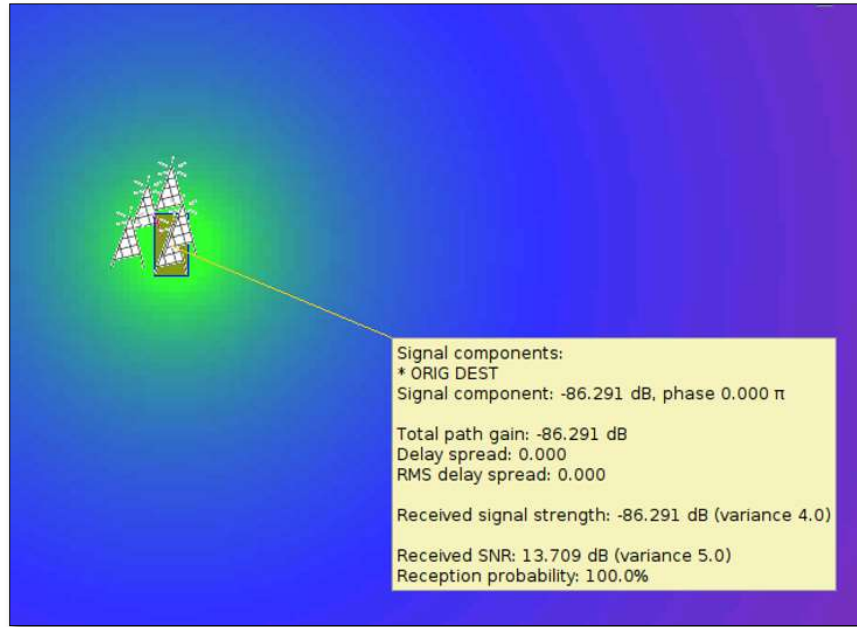 Signal components:
* ORIG DEST
Signal component: -86.291 dB, phase 0.000 π
Total path gain: -86.291 dB
Delay spread: 0.000
RMS delay spread: 0.000
Received signal strength: -86.291 dB (variance 4.0)
Received SNR: 13.709 dB (variance 5.0)
Reception probability: 100.0%